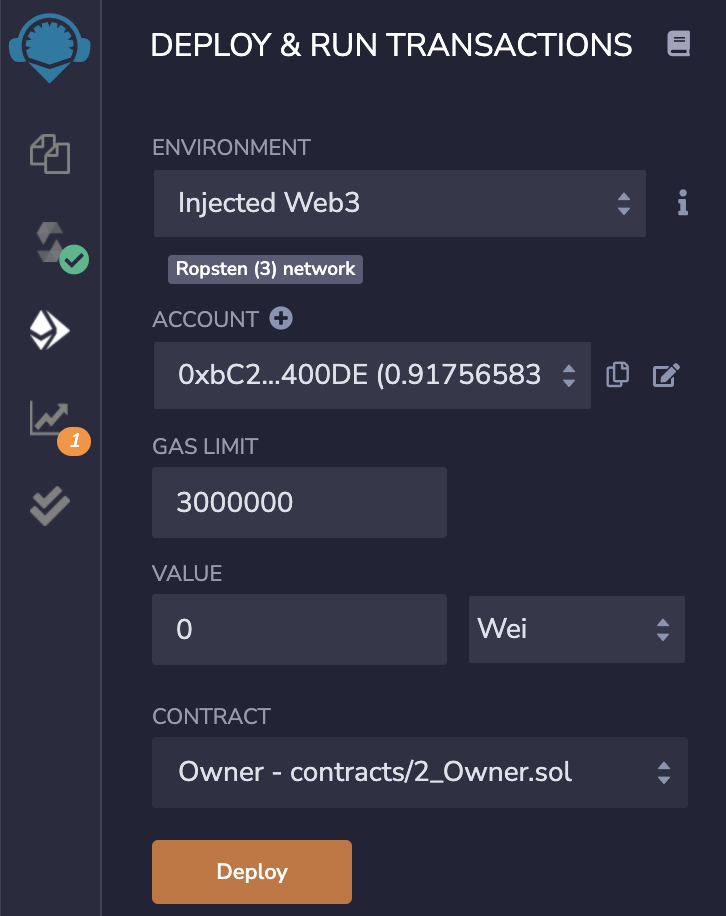 DEPLOY & RUN TRANSACTIONS
ENVIRONMENT
Injected Web3
Ropsten (3) network
ACCOUNT
0xbC2...400DE (0.91756583
GAS LIMIT
3000000
1
VALUE
0
Wei
CONTRACT
Owner - contracts/2_Owner.sol
Deploy